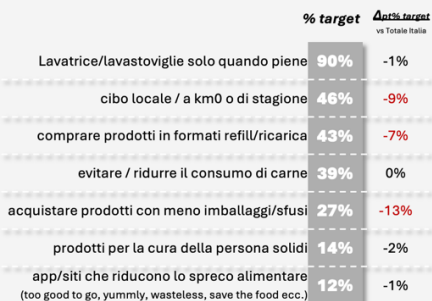 % target Δpt% target
vs Totale Italia
Lavatrice/lavastoviglie solo quando piene 90% -1%
cibo locale / a km0 o di stagione 46% -9%
comprare prodotti in formati refill/ricarica 43% -7%
evitare / ridurre il consumo di carne 39% 0%
acquistare prodotti con meno imballaggi/sfusi 27% -13%
prodotti per la cura della persona solidi 14% -2%
app/siti che riducono lo spreco alimentare 12% -1%
(too good to go, yummly, wasteless, save the food ecc.)